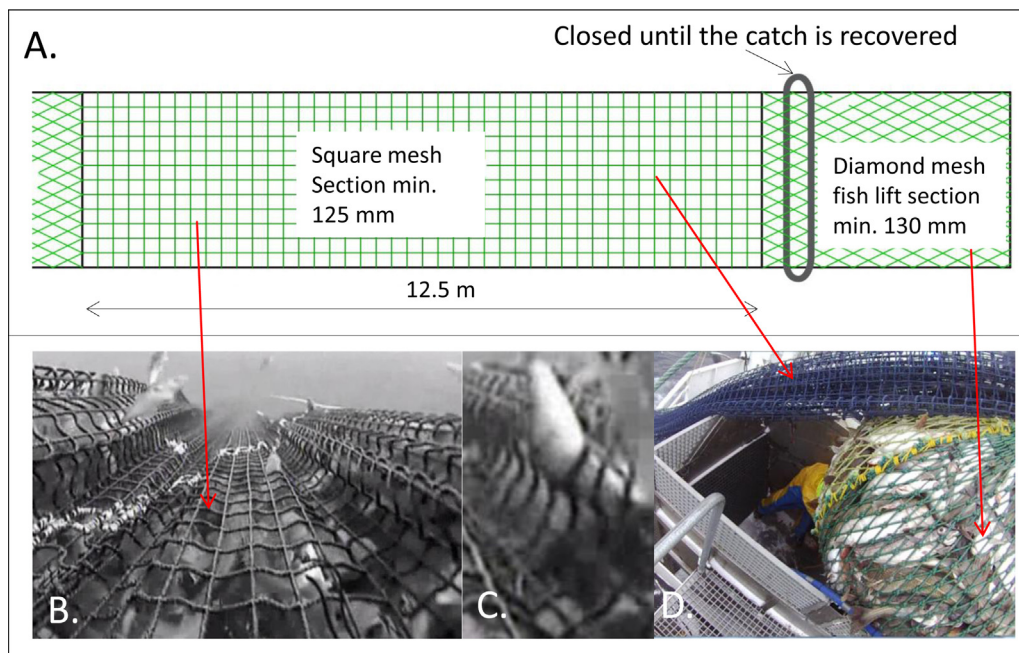 A.
Closed until the catch is recovered
Square mesh
Section min.
125 mm
Diamond mesh
fish lift section
min. 130 mm
12.5 m
B.
C.
D.